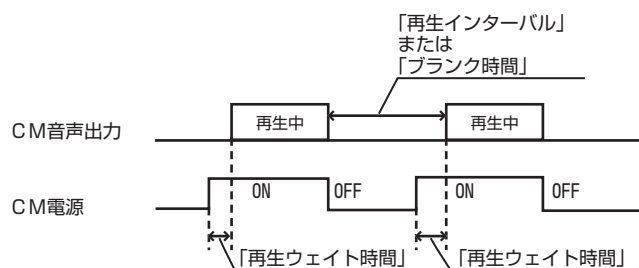 「再生インターバル」
または
「ブランク時間」
CM音声出力
再生中
再生中
CM電源
ON
OFF
ON
OFF
「再生ウェイト時間」
「再生ウェイト時間」